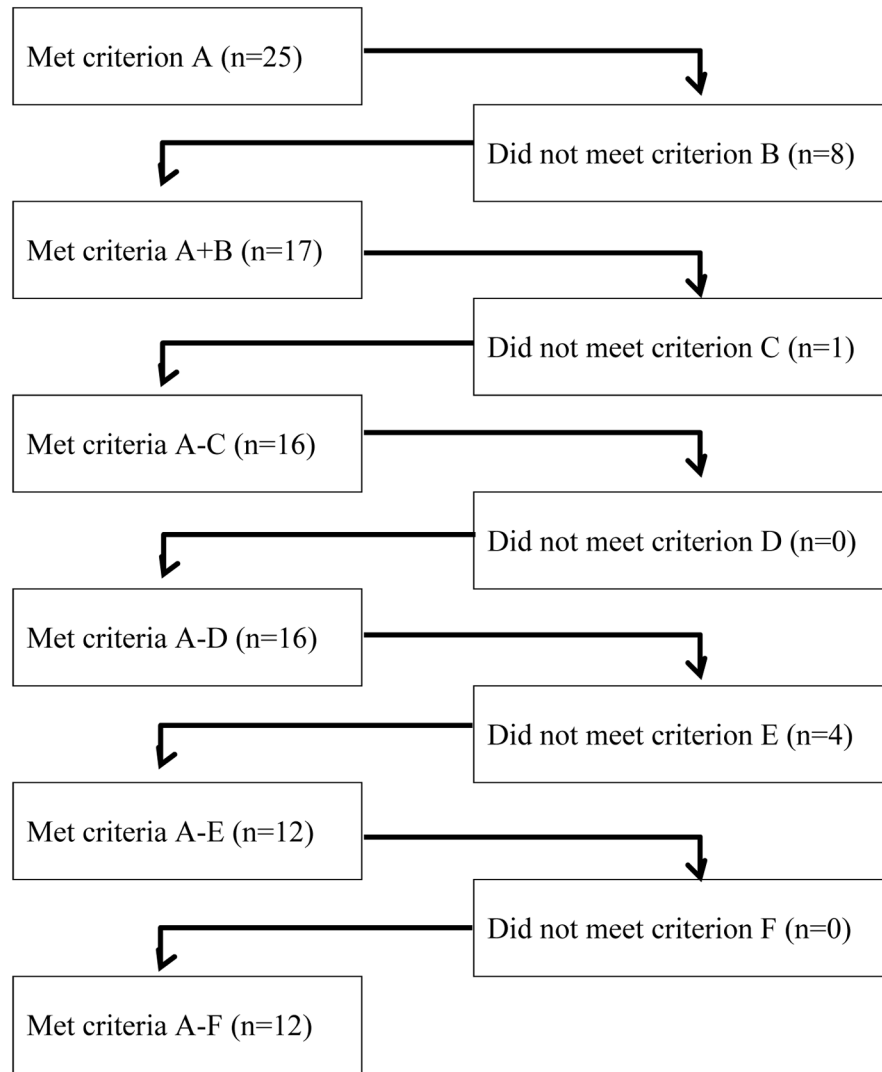 Met criterion A (n=25)
Did not meet criterion B (n=8)
Met criteria A+B (n=17)
Did not meet criterion C (n=1)
Met criteria A-C (n=16)
Did not meet criterion D (n=0)
Met criteria A-D (n=16)
Did not meet criterion E (n=4)
Met criteria A-E (n=12)
Did not meet criterion F (n=0)
Met criteria A-F (n=12)